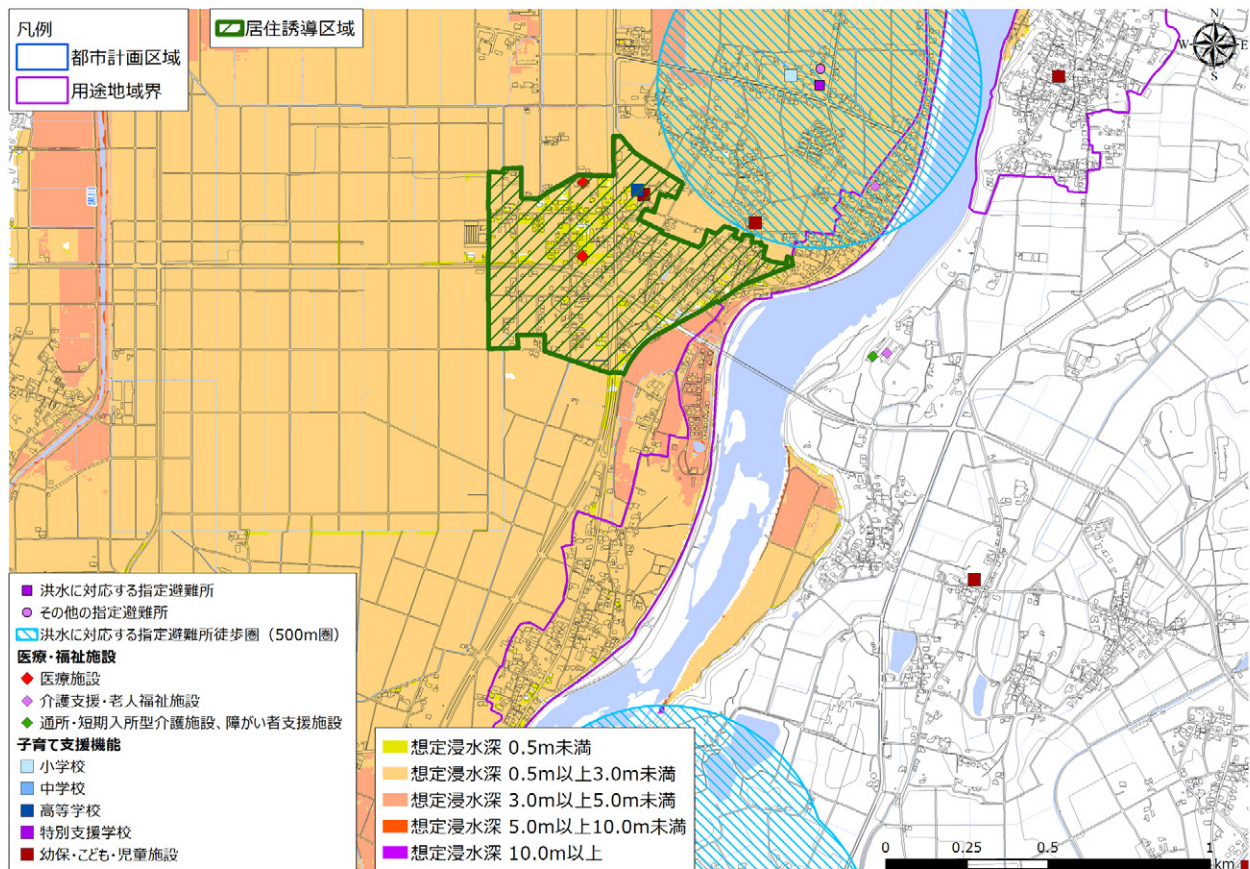 凡例
都市計画区域
用途地域界
居住誘導区域
N
W
E
S
洪水に対応する指定避難所
その他の指定避難所
洪水に対応する指定避難所徒歩圏（500m圏）
医療・福祉施設
医療施設
介護支援・老人福祉施設
通所・短期入所型介護施設、障がい者支援施設
子育て支援機能
小学校
中学校
高等学校
特別支援学校
幼保・こども・児童施設
想定浸水深 0.5m未満
想定浸水深 0.5m以上3.0m未満
想定浸水深 3.0m以上5.0m未満
想定浸水深 5.0m以上10.0m未満
想定浸水深 10.0m以上
0 0.25 0.5 1
km